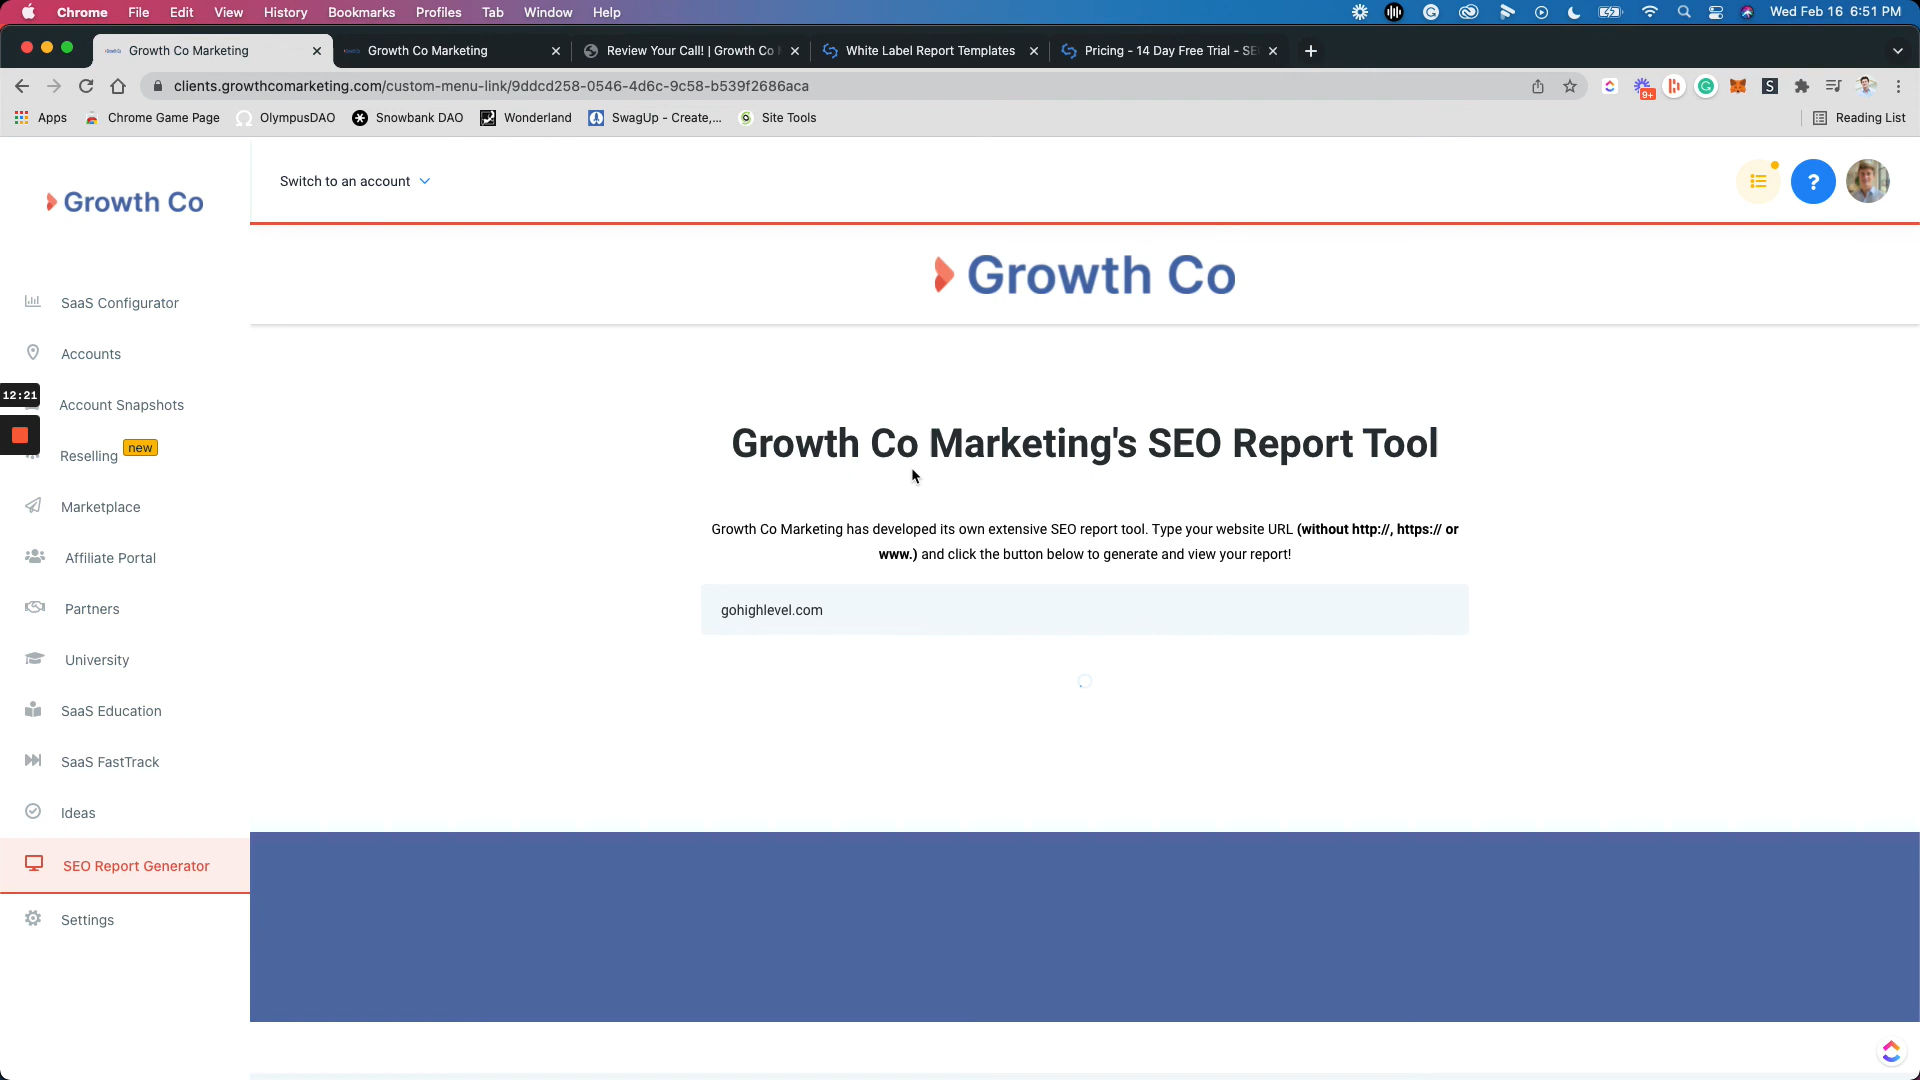 Chrome File Edit View History Bookmarks Profiles Tab Window Help Wed Feb 16 6:51 PM
Growth Co Marketing Growth Co Marketing Review Your Call! | Growth Co White Label Report Templates Pricing - 14 Day Free Trial - SE
clients.growthcomarketing.com/custom-menu-link/9ddcd258-0546-4d6c-9c58-b539f2686aca
9+
S
Apps Chrome Game Page OlympusDAO Snowbank DAO Wonderland SwagUp - Create,... Site Tools Reading List
Growth Co
Switch to an account
?
Growth Co
SaaS Configurator
Accounts
12:21
Account Snapshots
Reselling new
Marketplace
Affiliate Portal
Partners
University
SaaS Education
SaaS FastTrack
Ideas
SEO Report Generator
Settings
Growth Co Marketing's SEO Report Tool
Growth Co Marketing has developed its own extensive SEO report tool. Type your website URL (without http://, https:// or
www.) and click the button below to generate and view your report!
gohighlevel.com